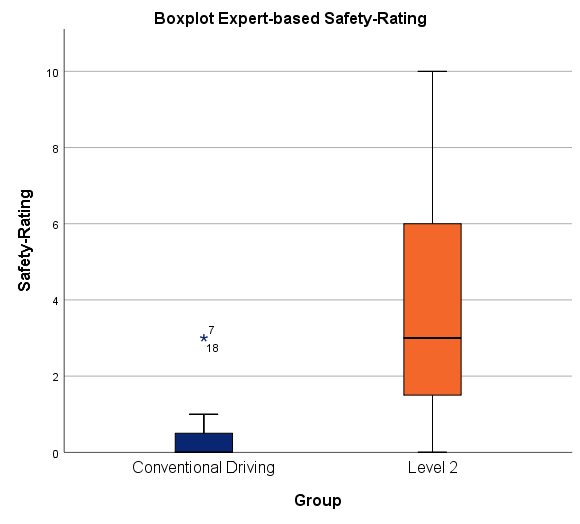 Boxplot Expert-based Safety-Rating
Safety-Rating
10
8
6
4
2
0
* 7
18
Conventional Driving
Level 2
Group